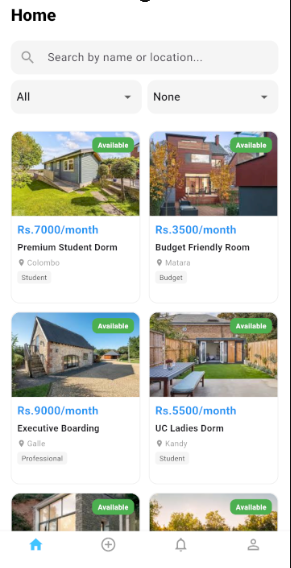 Home
Search by name or location...
All
None
Available
Available
Rs.7000/month
Rs.3500/month
Premium Student Dorm
Budget Friendly Room
Colombo
Matara
Student
Budget
Available
Available
Rs.9000/month
Rs.5500/month
Executive Boarding
UC Ladies Dorm
Galle
Kandy
Professional
Student
Available
Available